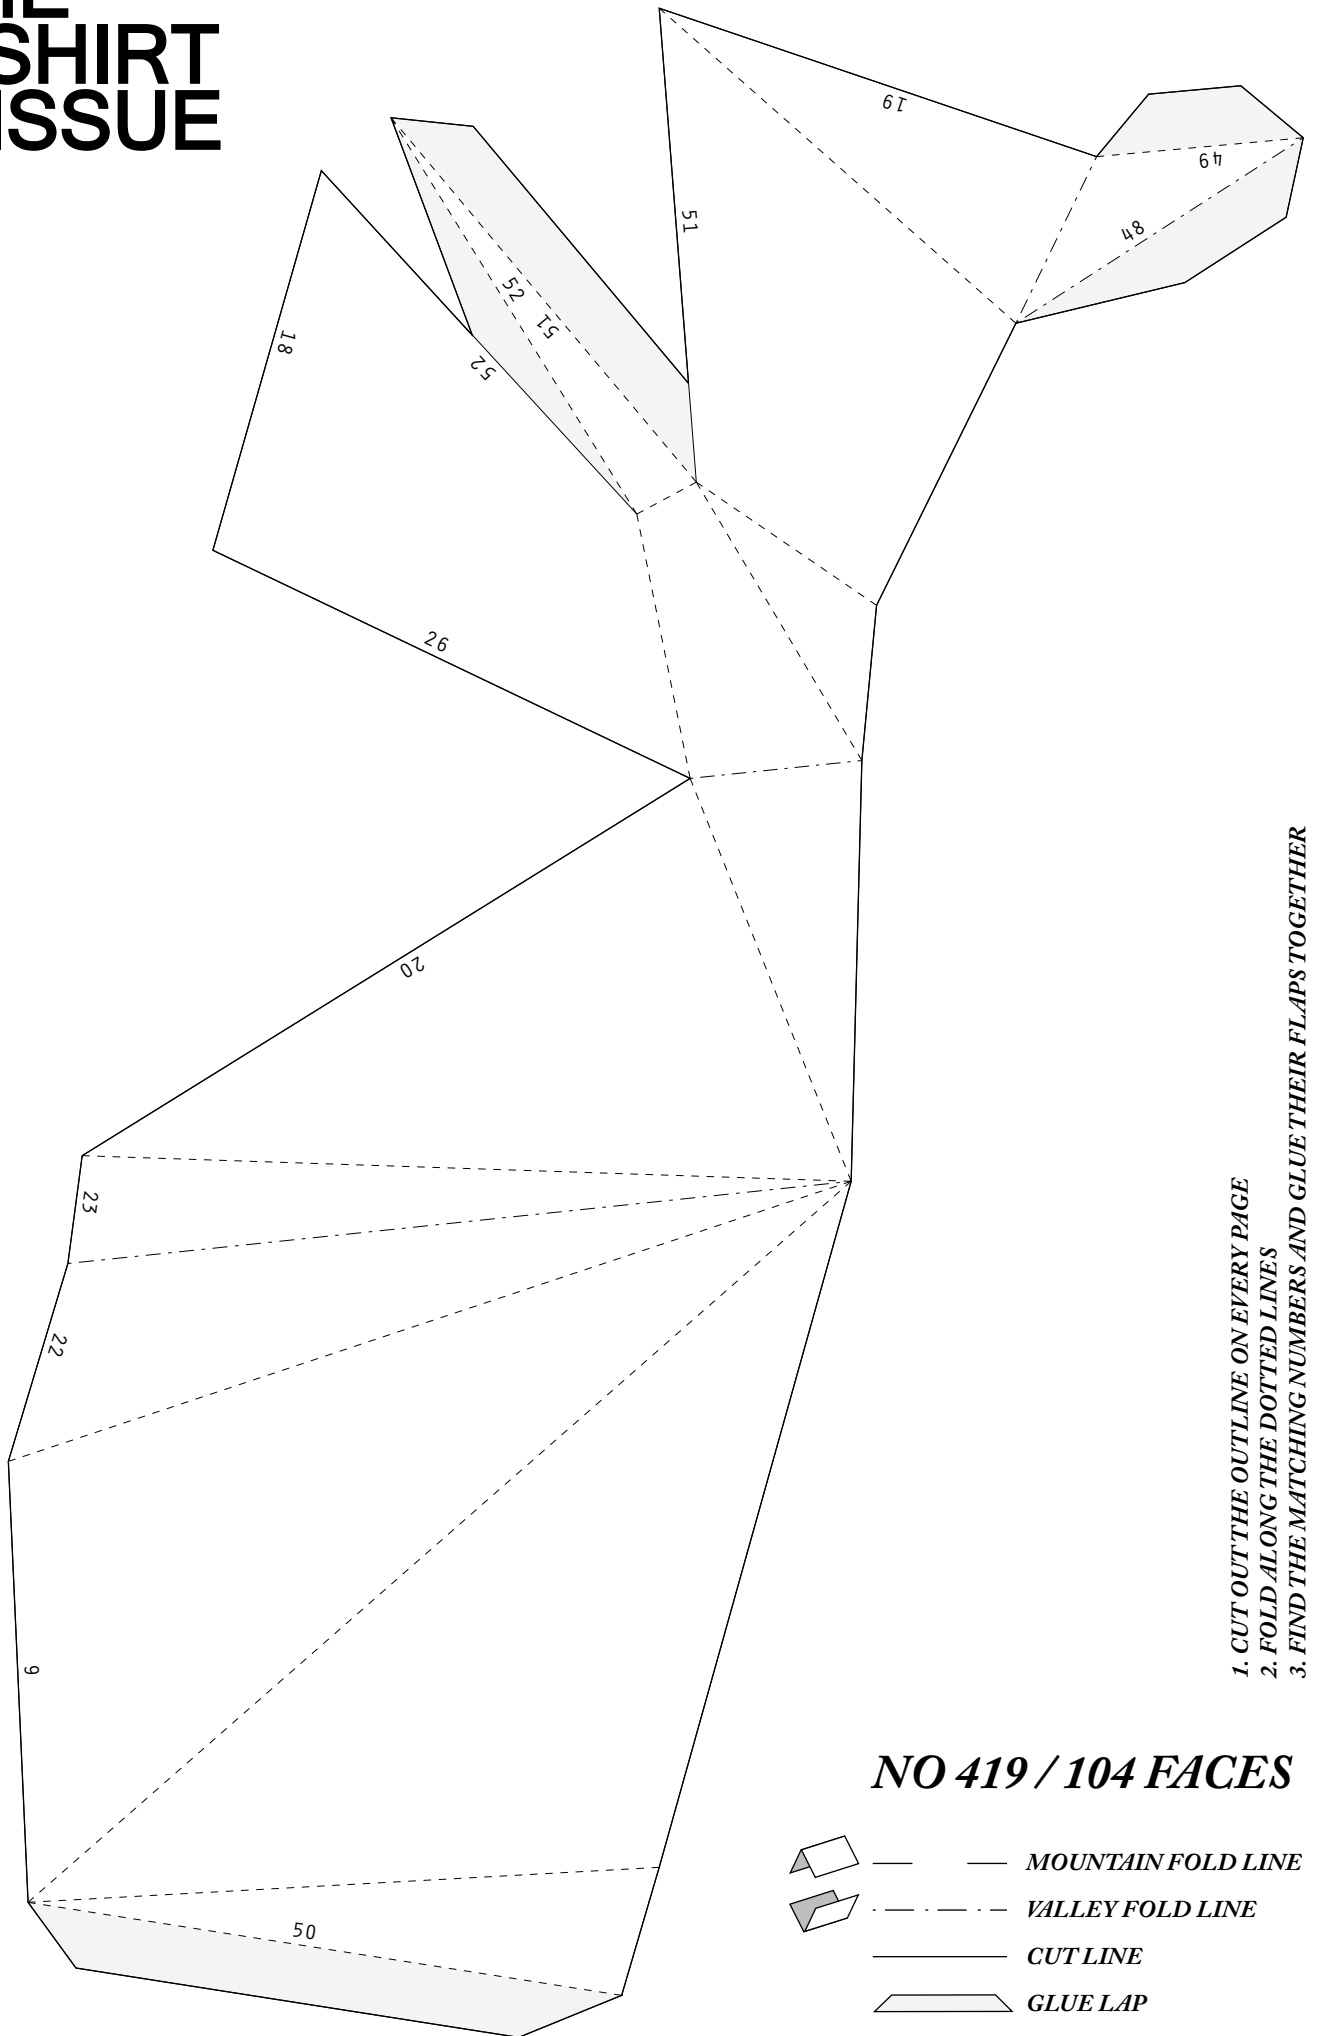 SHIRT
ISSUE
19
49
48
51
52
51
52
18
26
20
23
22
9
50
1. CUT OUT THE OUTLINE ON EVERY PAGE
2. FOLD ALONG THE DOTTED LINES
3. FIND THE MATCHING NUMBERS AND GLUE THEIR FLAPS TOGETHER
NO 419 / 104 FACES
MOUNTAIN FOLD LINE
VALLEY FOLD LINE
CUT LINE
GLUE LAP